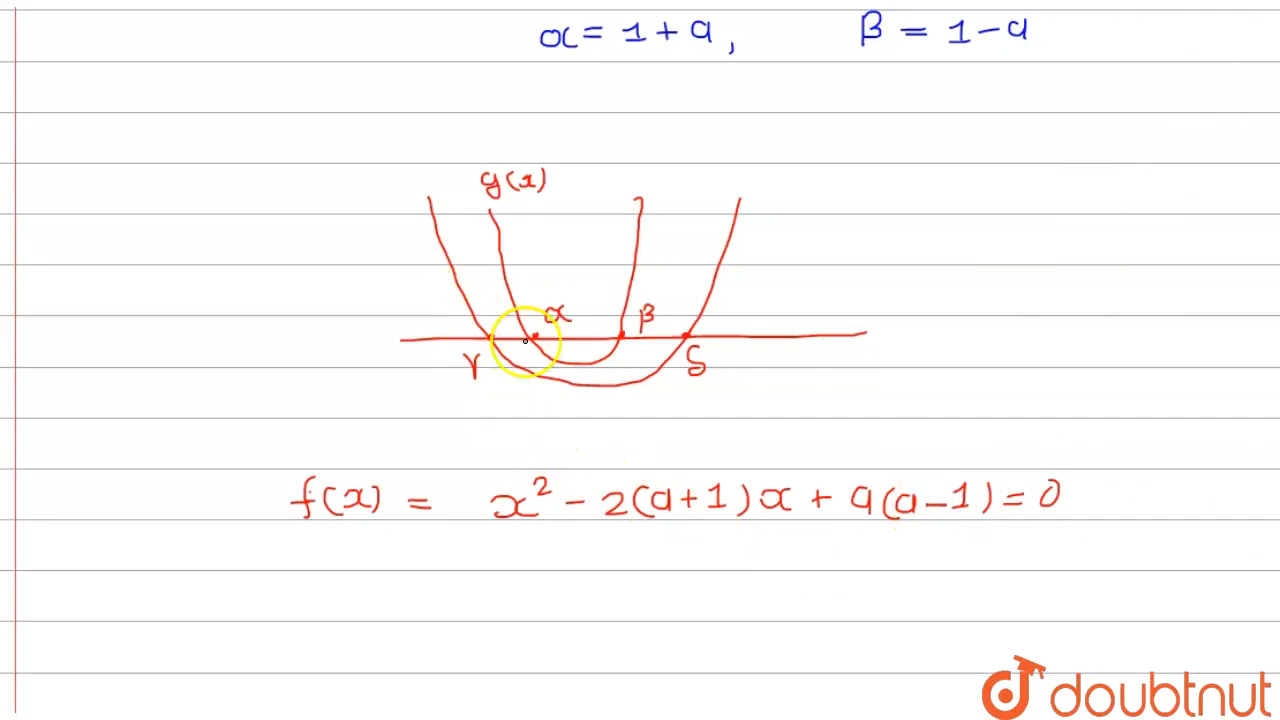 α = 1 + a, β = 1 - a
g(x)
α β
γ δ
f(x) = x² - 2(a+1)x + a(a-1) = 0
doubtnut